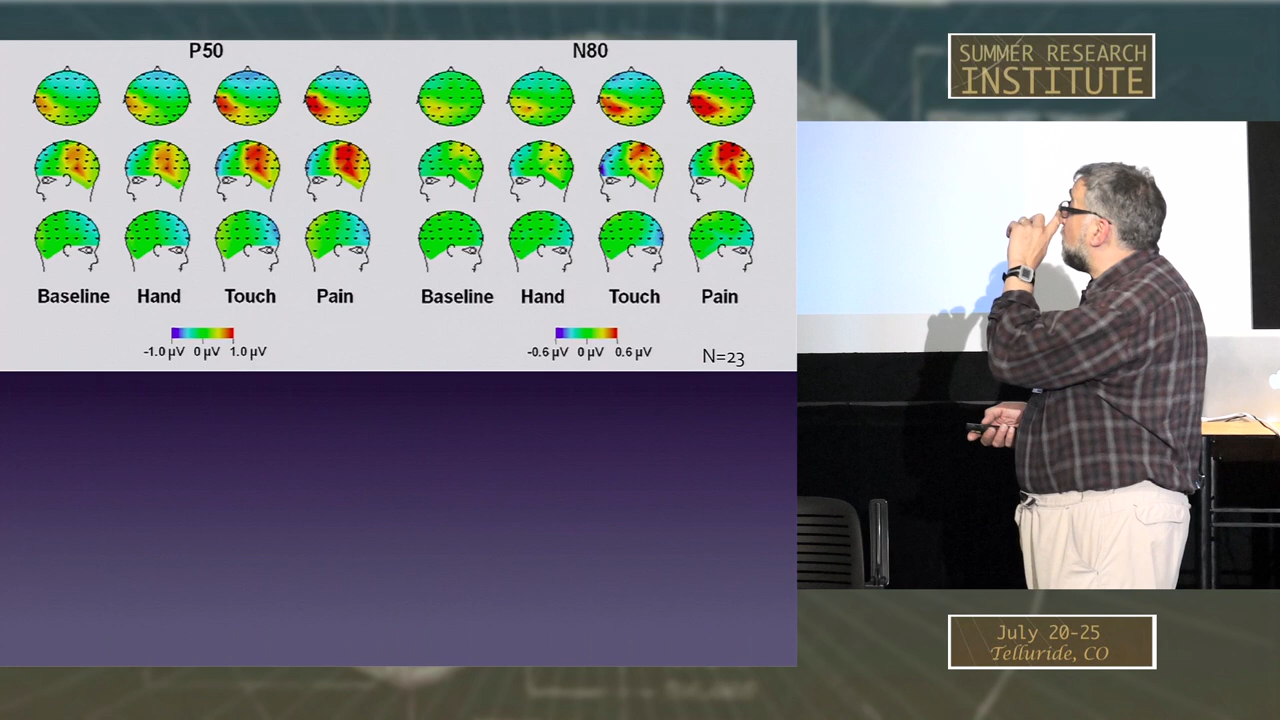 P50
N80
Baseline Hand Touch Pain
Baseline Hand Touch Pain
-1.0 µV 0 µV 1.0 µV
-0.6 µV 0 µV 0.6 µV
N=23
SUMMER RESEARCH
INSTITUTE
July 20-25
Telluride, CO